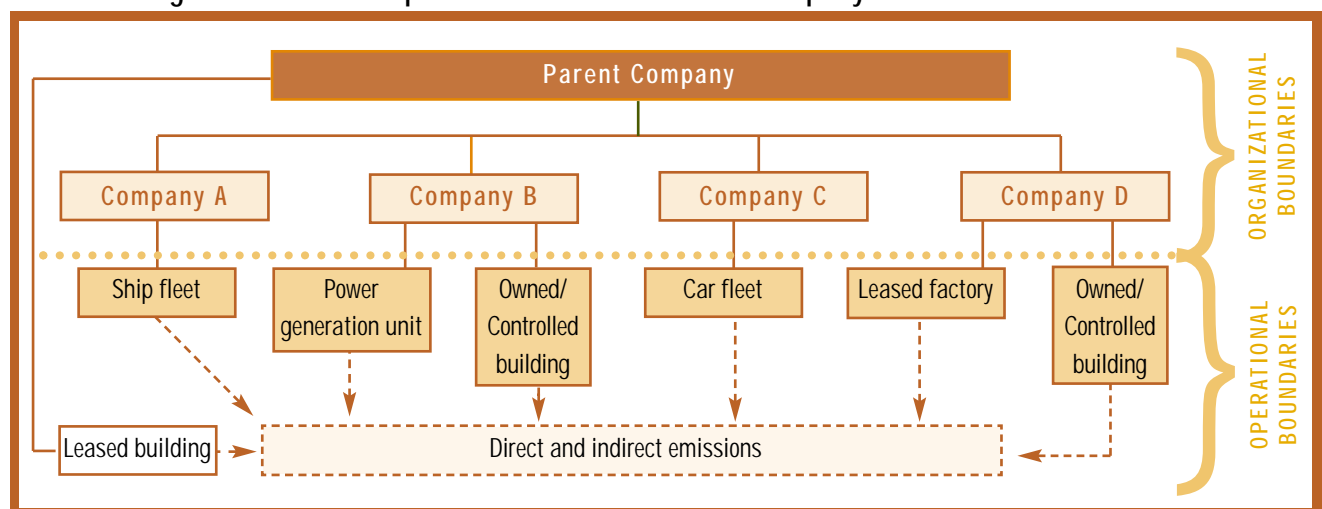 Parent Company
ORGANIZATIONAL
BOUNDARIES
Company A
Company B
Company C
Company D
Ship fleet
Power
generation unit
Owned/
Controlled
building
Car fleet
Leased factory
Owned/
Controlled
building
OPERATIONAL
BOUNDARIES
Leased building
Direct and indirect emissions